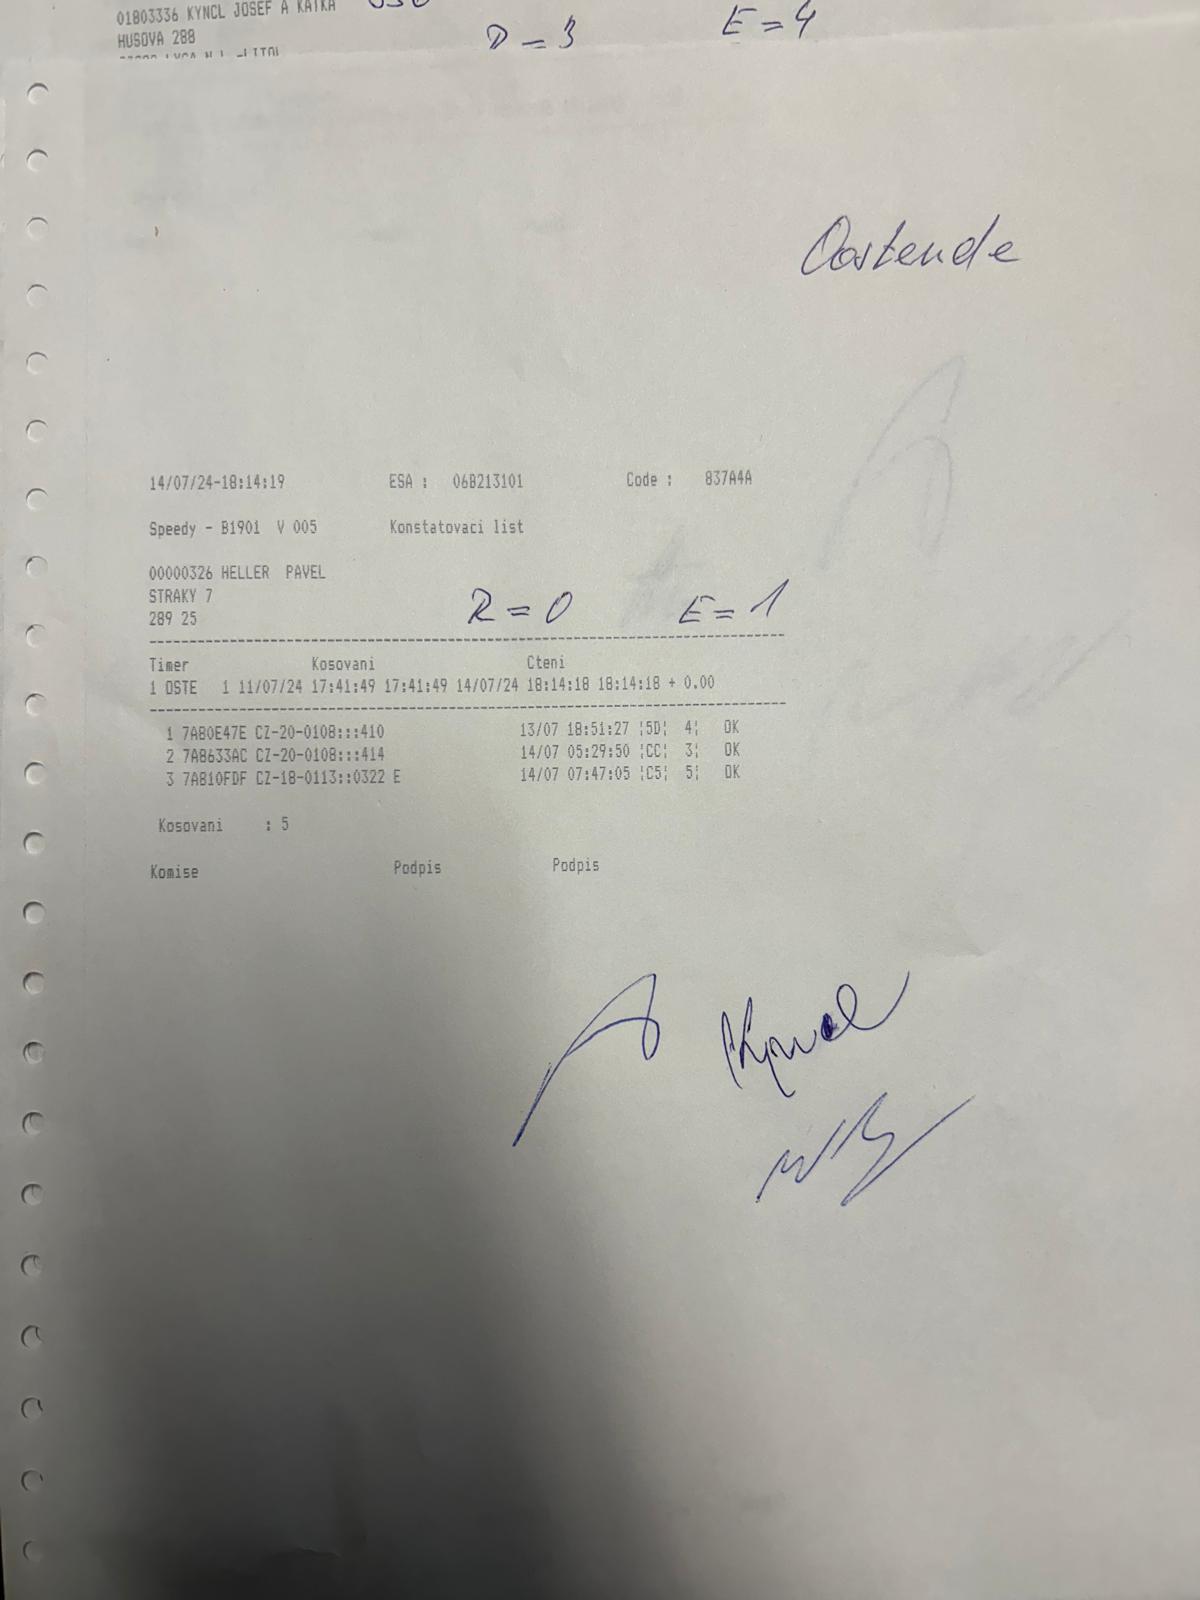 01803336 KYNCL JOSEF A KATKA
HUSOVA 288
R = 3 E = 4
Oostende
14/07/24-18:14:19 ESA : 06B213101 Code : 837A4A
Speedy - B1901 V 005 Konstatovaci list
00000326 HELLER PAVEL
STRAKY 7
289 25
R = 0 E = 1
Timer Kosovani Cteni
1 OSTE 1 11/07/24 17:41:49 17:41:49 14/07/24 18:14:18 18:14:18 + 0.00
1 7AB0E47E CZ-20-0108:::410 13/07 18:51:27 ¦5D¦ 4¦ OK
2 7AB633AC CZ-20-0108:::414 14/07 05:29:50 ¦CC¦ 3¦ OK
3 7AB10FDF CZ-18-0113::0322 E 14/07 07:47:05 ¦C5¦ 5¦ OK
Kosovani : 5
Komise Podpis Podpis
Kyncl